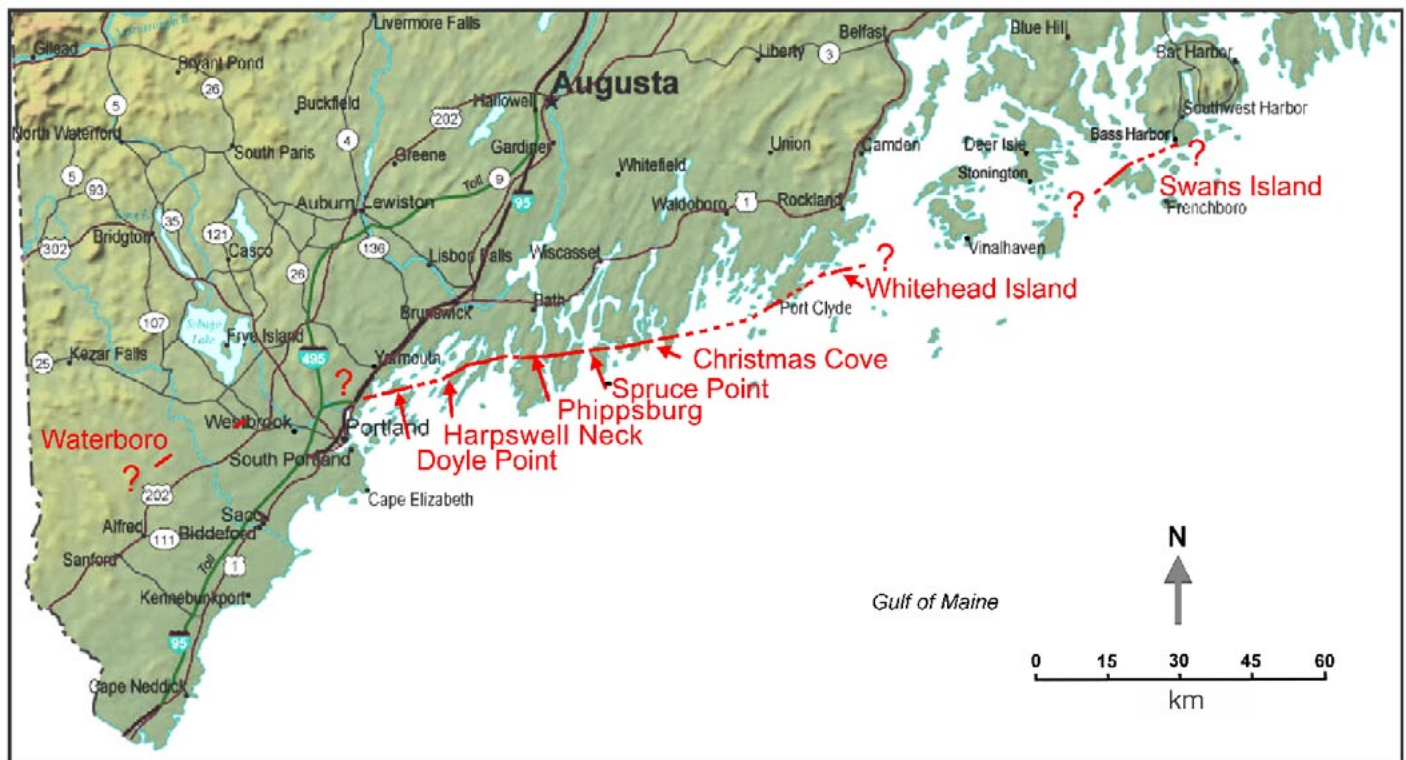 Livermore Falls
Belfast
Blue Hill
Gilead
Bryant Pond
Liberty
3
Bar Harbor
26
Augusta
5
Buckfield
Hallowell
Southwest Harbor
202
North Waterford
4
Bass Harbor
South Paris
Greene
Gardiner
Union
Camden
Deer Isle
?
5
93
Whitefield
Stonington
Swans Island
Toll
9
95
Auburn
Lewiston
Waldoboro
1
Rockland
?
Frenchboro
35
Bridgton
121
302
Casco
136
Lisbon Falls
Wiscasset
Vinalhaven
26
?
Whitehead Island
Brunswick
Bath
Port Clyde
107
Sebago
Lake
Frye Island
25
Kezar Falls
495
Yarmouth
Christmas Cove
?
Spruce Point
Phippsburg
Westbrook
Portland
Harpswell Neck
Waterboro
South Portland
Doyle Point
?
202
Cape Elizabeth
Alfred
111
Saco
Biddeford
Sanford
Toll
1
N
Kennebunkport
Gulf of Maine
95
0 15 30 45 60
km
Cape Neddick